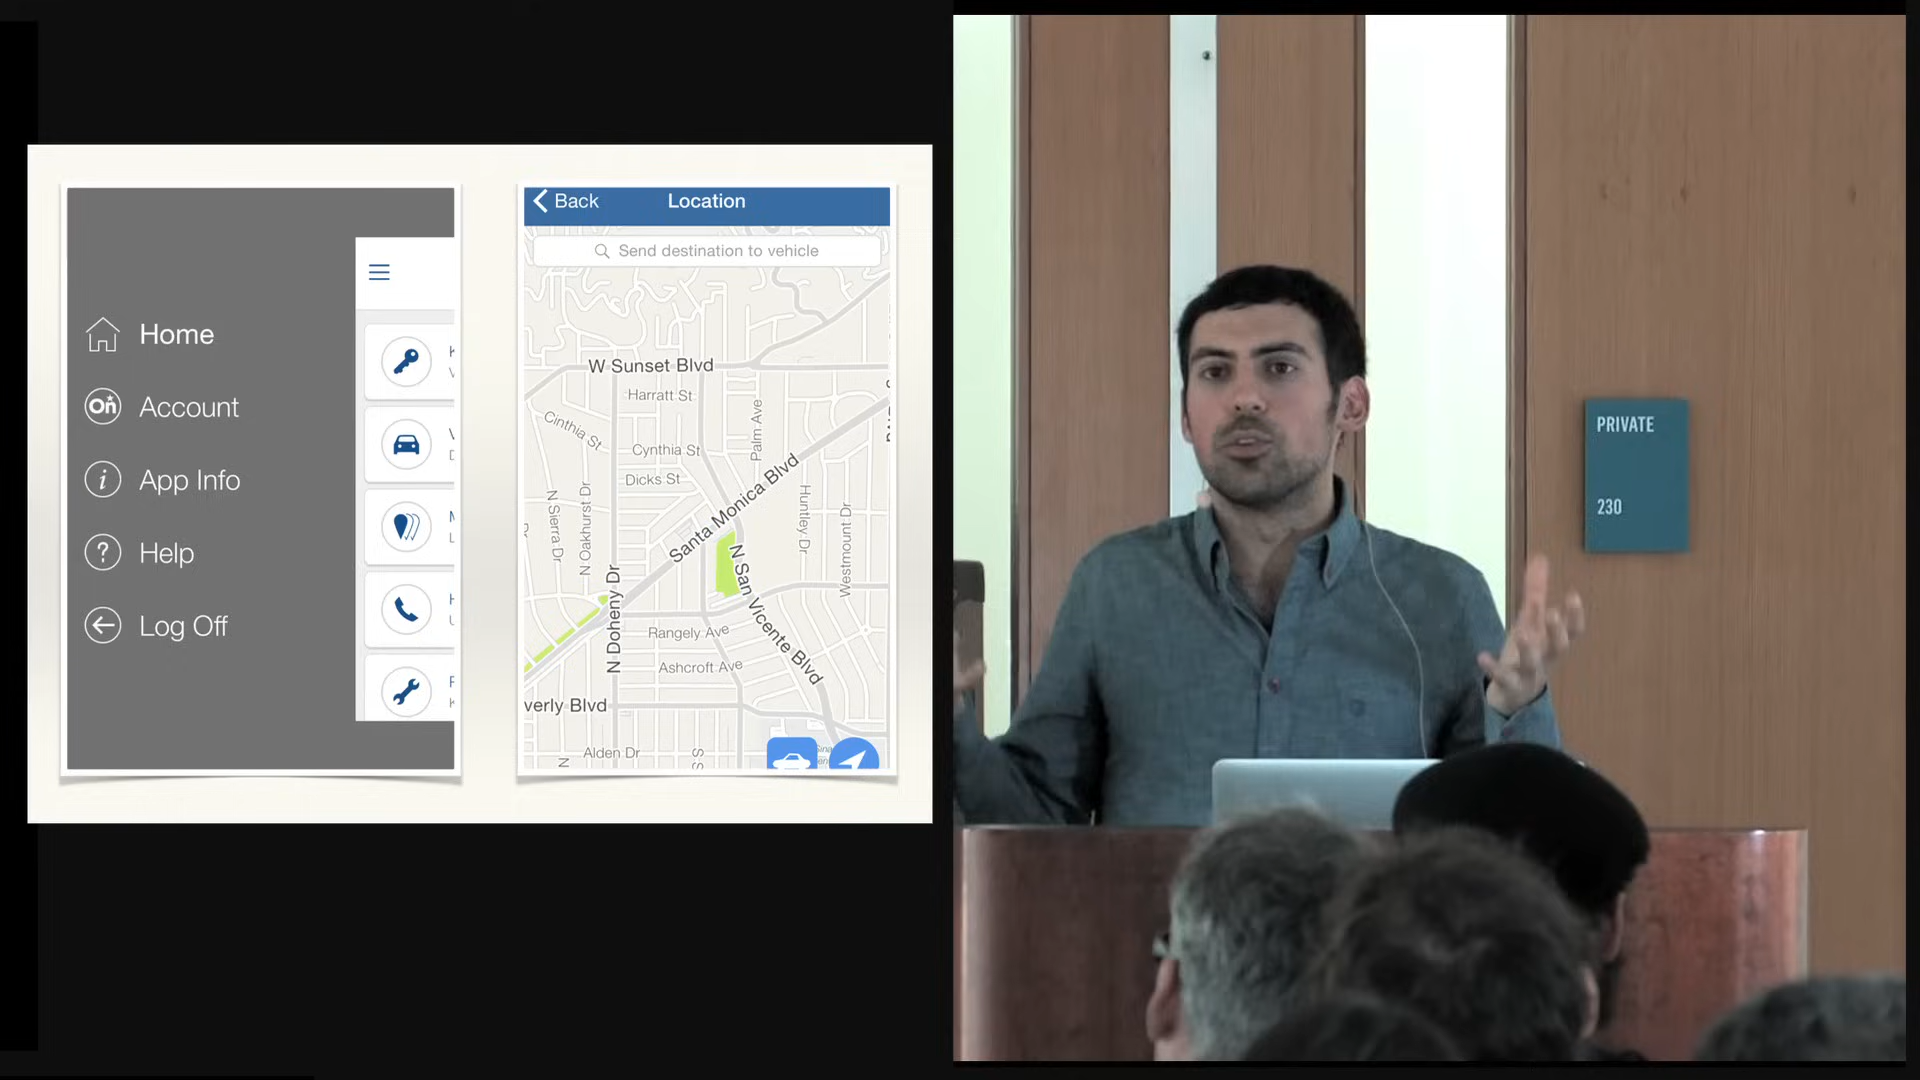 Home
On
Account
App Info
Help
Log Off
Back
Location
Send destination to vehicle
W Sunset Blvd
Harratt St
Cinthia St
Palm Ave
Cynthia St
Dicks St
Santa Monica Blvd
N Sierra Dr
N Oakhurst Dr
Huntley Dr
Westmount Dr
N Doheny Dr
N San Vicente Blvd
Rangely Ave
Ashcroft Ave
verly Blvd
Alden Dr
PRIVATE
230